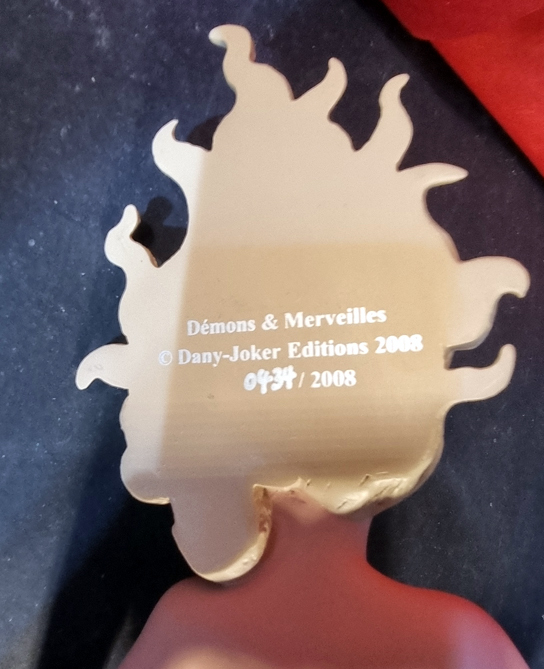 Démons & Merveilles
© Dany-Joker Editions 2008
0434 / 2008